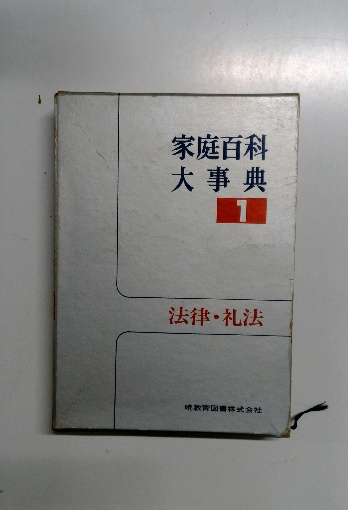 家庭百科
大事典
1
法律・礼法
暁教育図書株式会社